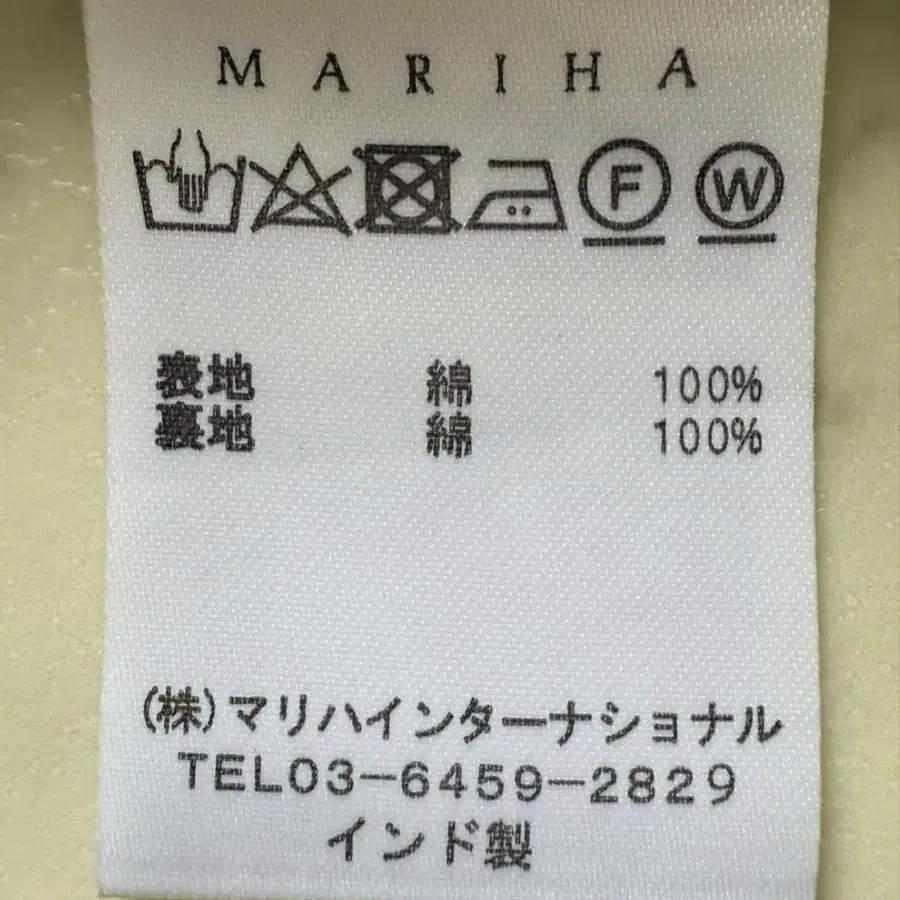 MARIHA
F W
表地 綿 100%
裏地 綿 100%
(株)マリハインターナショナル
TEL03-6459-2829
インド製